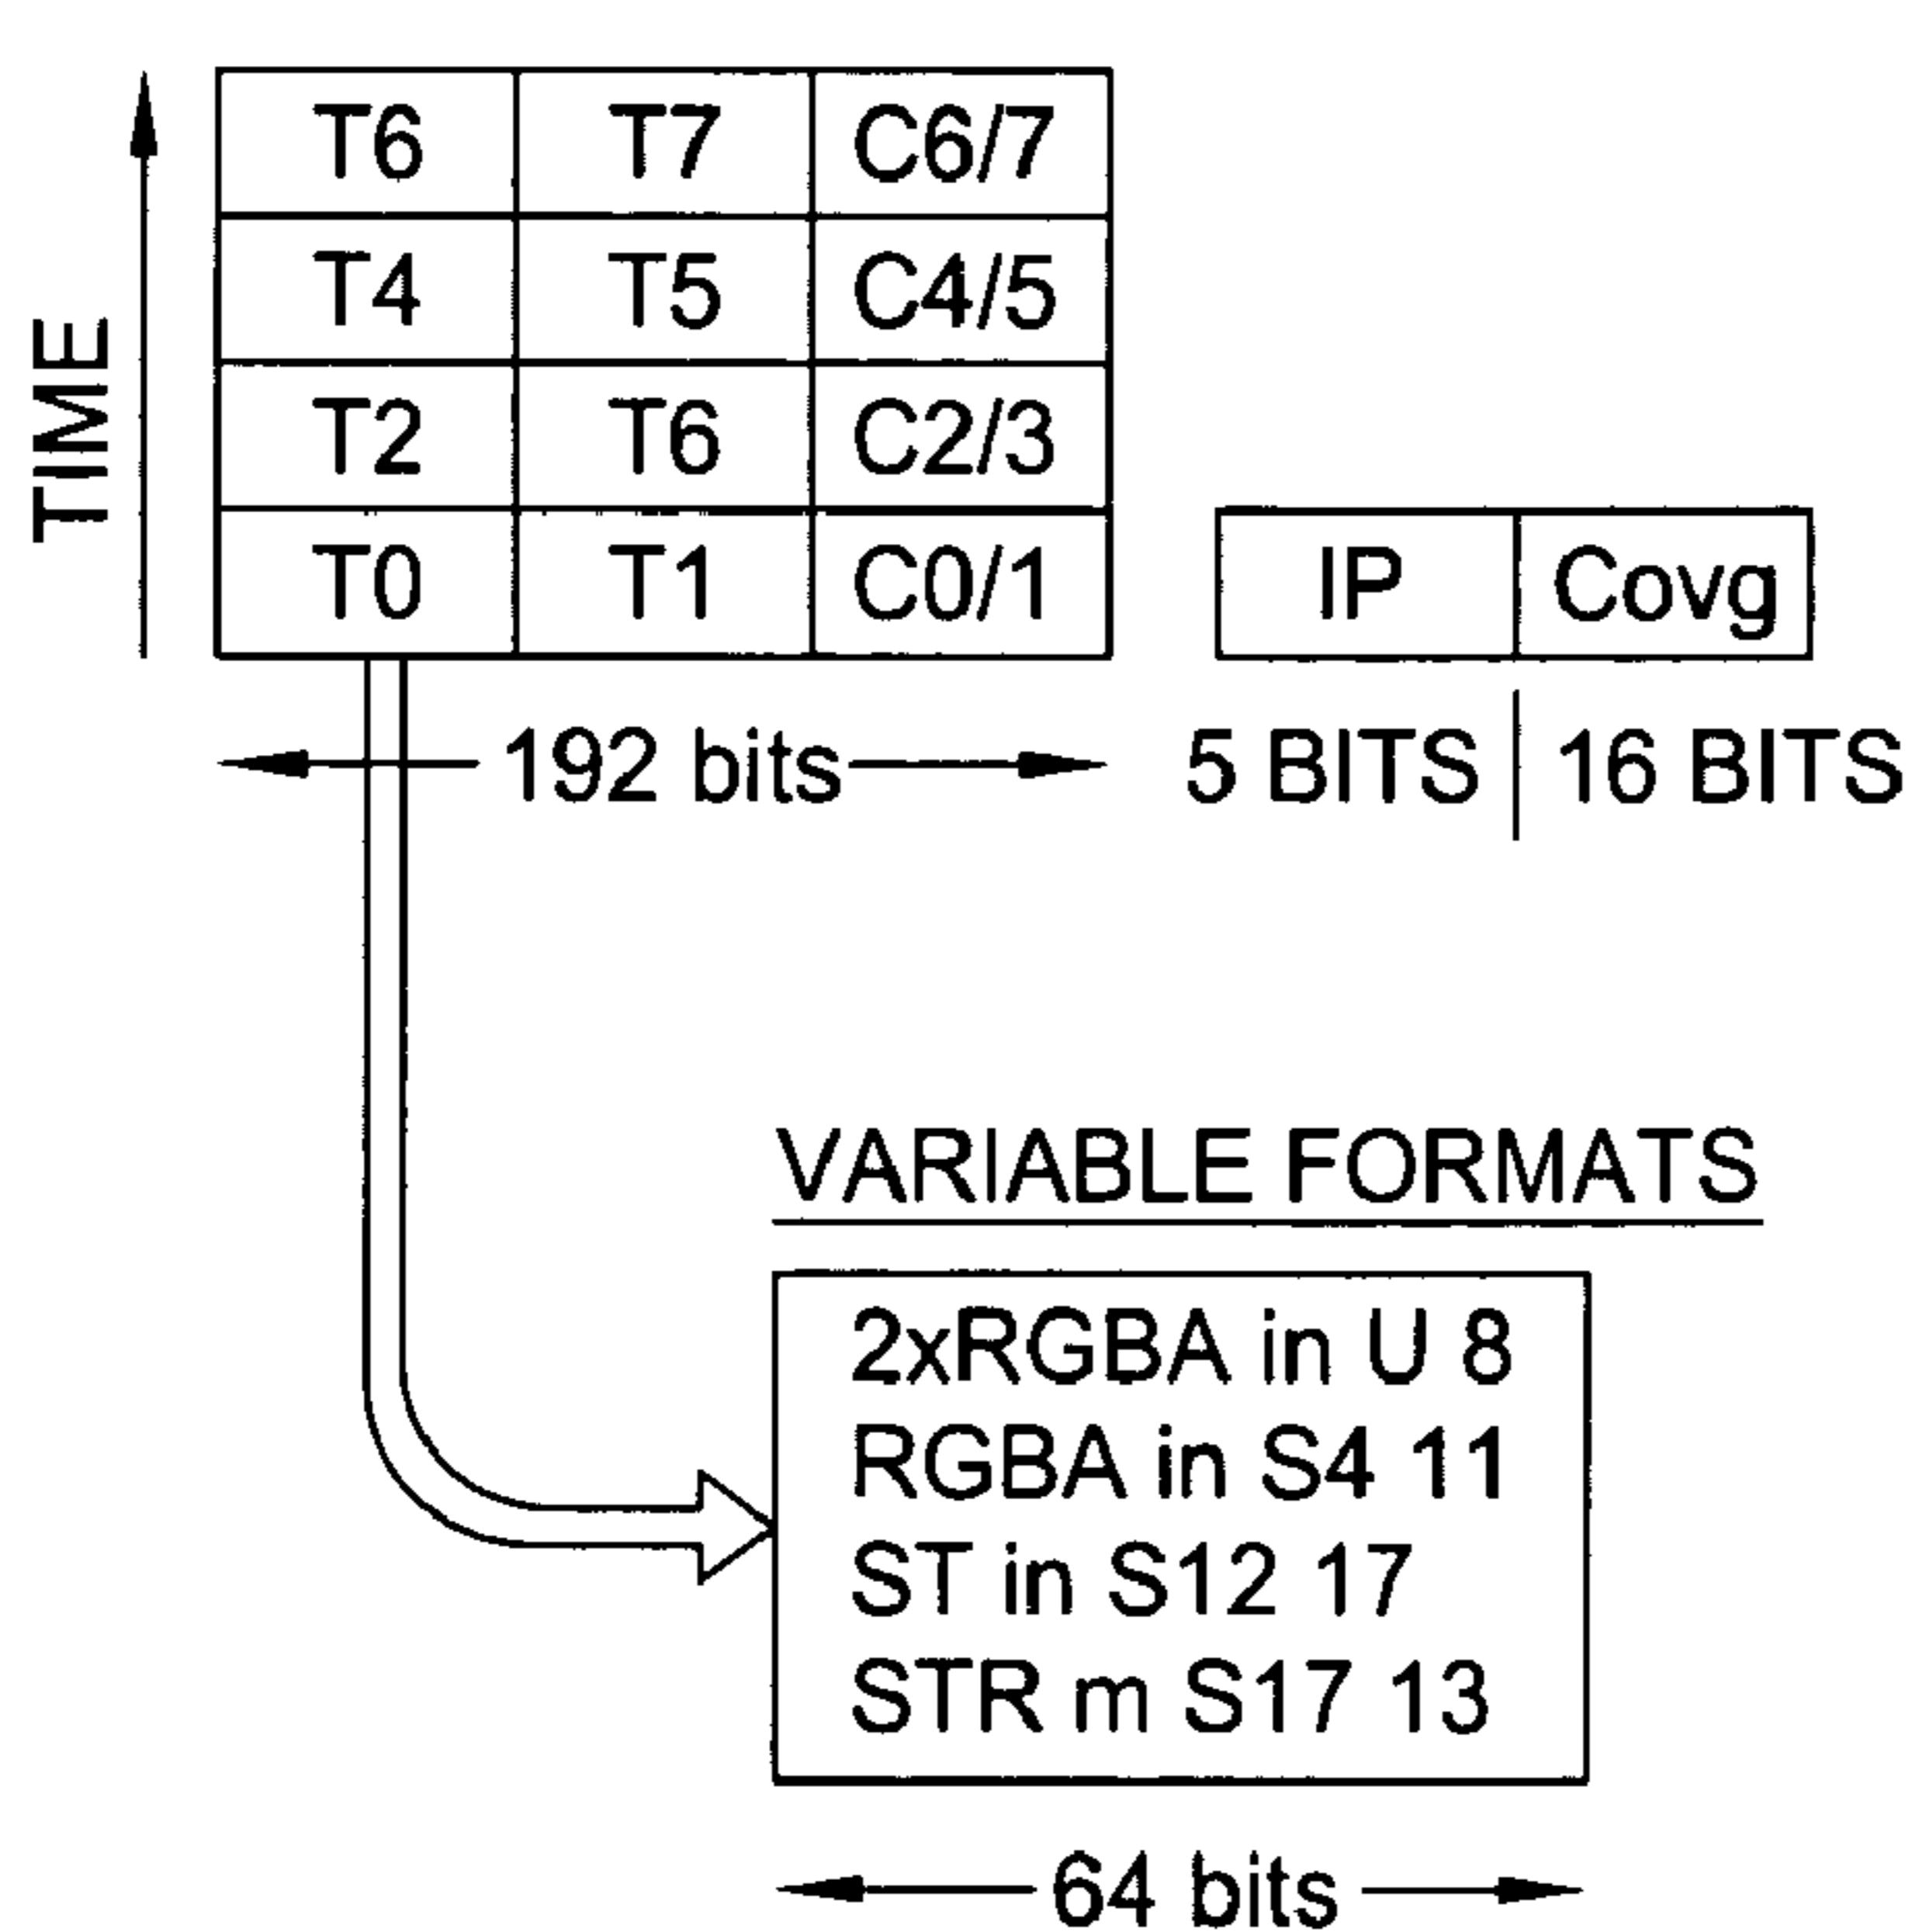 TIME
T6 T7 C6/7
T4 T5 C4/5
T2 T6 C2/3
T0 T1 C0/1
IP Covg
192 bits
5 BITS 16 BITS
VARIABLE FORMATS
2xRGBA in U 8
RGBA in S4 11
ST in S12 17
STR m S17 13
64 bits